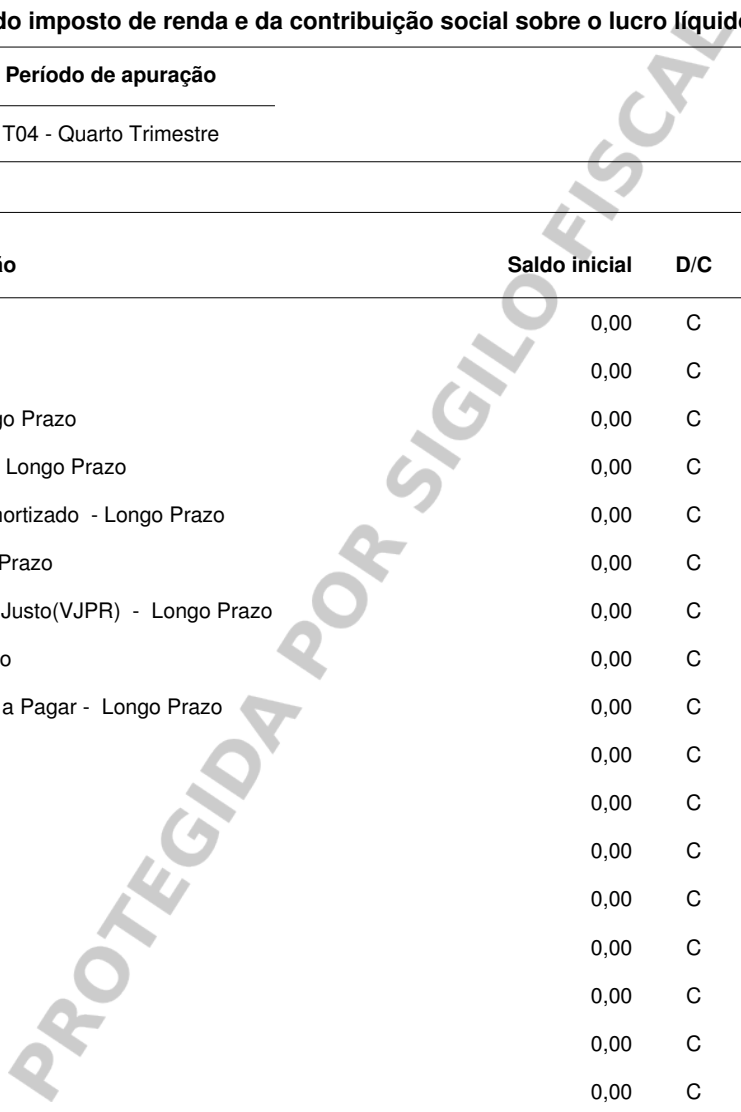 do imposto de renda e da contribuição social sobre o lucro líquido
Período de apuração
T04 - Quarto Trimestre
ão Saldo inicial D/C
0,00 C
0,00 C
go Prazo 0,00 C
Longo Prazo 0,00 C
nortizado - Longo Prazo 0,00 C
Prazo 0,00 C
Justo(VJPR) - Longo Prazo 0,00 C
o 0,00 C
a Pagar - Longo Prazo 0,00 C
0,00 C
0,00 C
0,00 C
0,00 C
0,00 C
0,00 C
0,00 C
0,00 C
PROTEGIDA POR SIGILO FISCAL